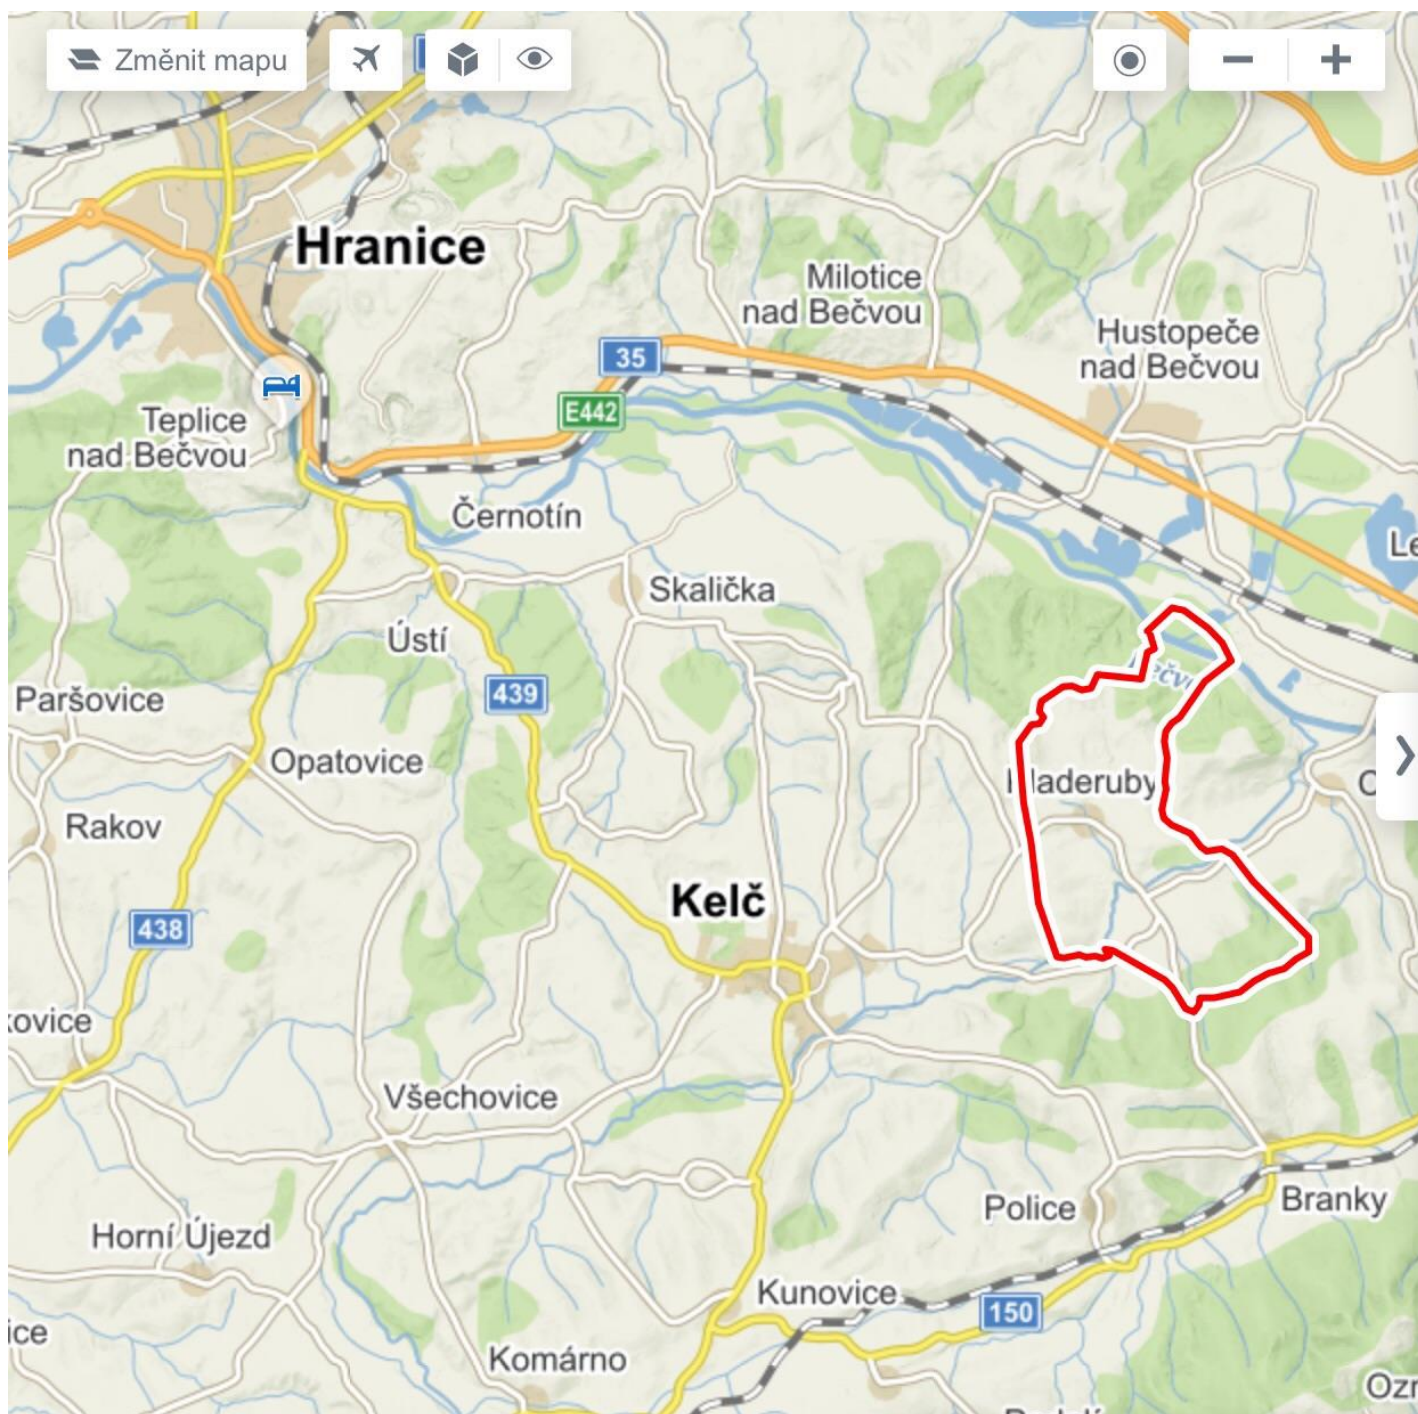 Změnit mapu
Hranice
Milotice
nad Bečvou
Hustopeče
nad Bečvou
35
E442
Teplice
nad Bečvou
Černotín
Skalička
Ústí
439
Paršovice
Opatovice
Rakov
Kelč
438
Všechovice
Horní Újezd
Police
Branky
Kunovice
150
Komárno